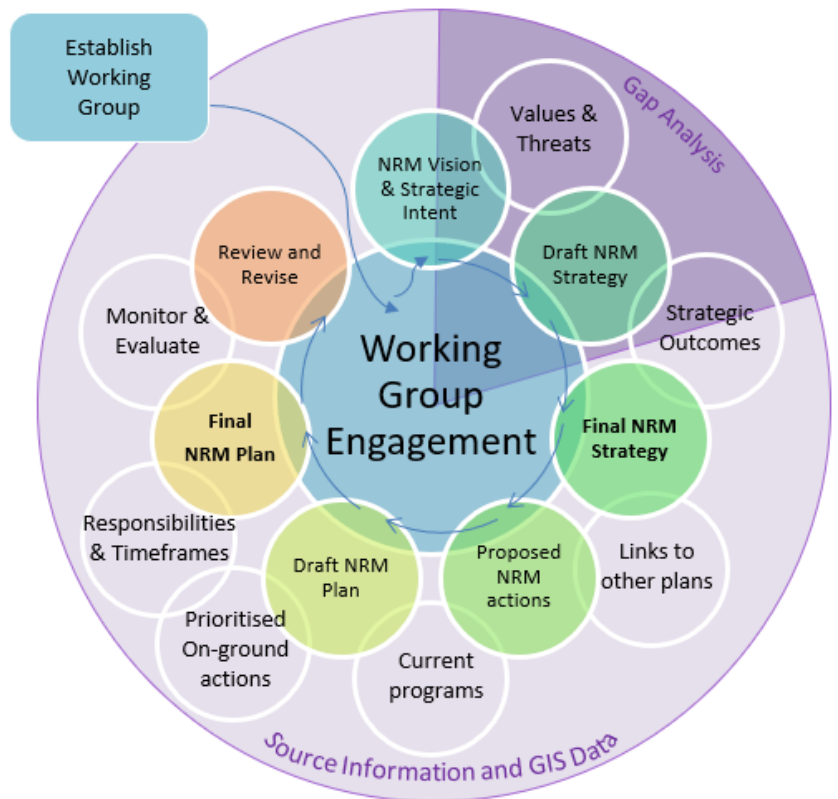 Establish
Working
Group
Gap Analysis
Values &
Threats
NRM Vision
& Strategic
Intent
Review and
Revise
Draft NRM
Strategy
Monitor &
Evaluate
Strategic
Outcomes
Working
Group
Engagement
Final
NRM Plan
Final NRM
Strategy
Responsibilities
& Timeframes
Draft NRM
Plan
Proposed
NRM
actions
Links to
other plans
Prioritised
On-ground
actions
Current
programs
Source Information and GIS Data